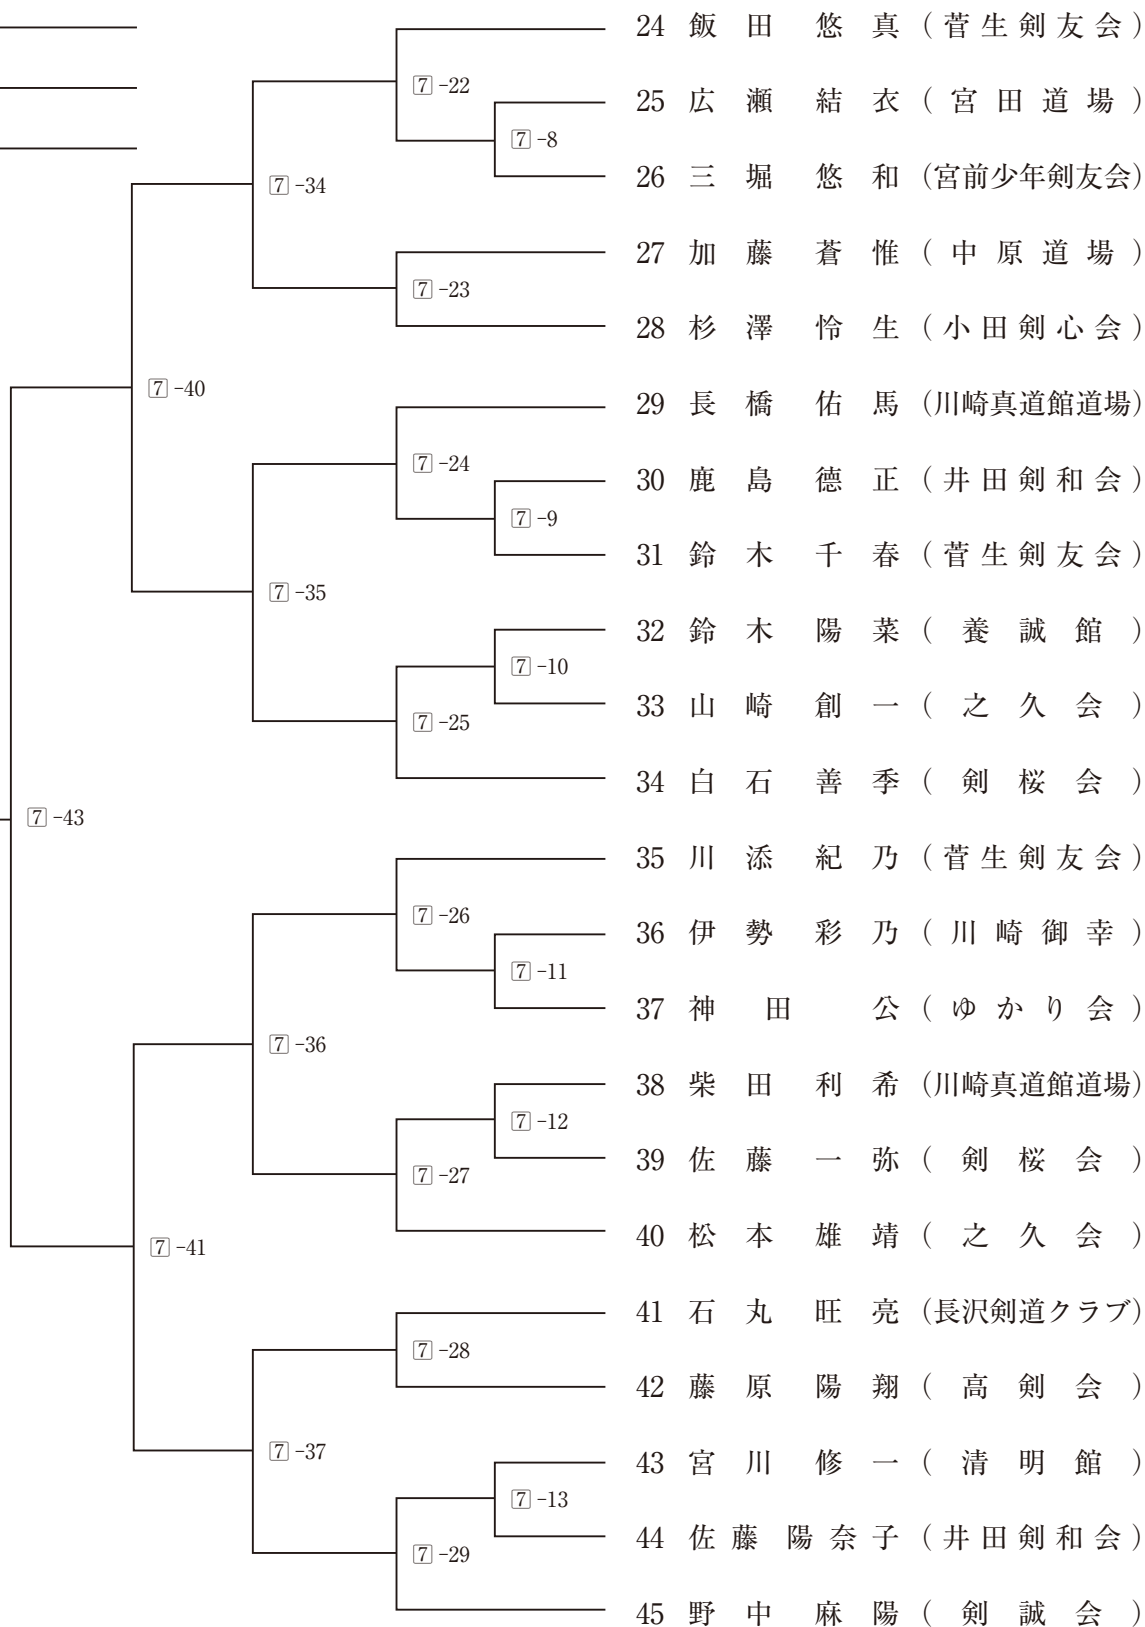 24 飯田 悠真 (菅生剣友会)
7-22
25 広瀬 結衣 (宮田道場)
7-8
26 三堀 悠和 (宮前少年剣友会)
7-34
27 加藤 蒼惟 (中原道場)
7-23
28 杉澤 怜生 (小田剣心会)
7-40
29 長橋 佑馬 (川崎真道館道場)
7-24
30 鹿島 德正 (井田剣和会)
7-9
31 鈴木 千春 (菅生剣友会)
7-35
32 鈴木 陽菜 (養誠館)
7-10
33 山崎 創一 (之久会)
7-25
34 白石 善季 (剣桜会)
7-43
35 川添 紀乃 (菅生剣友会)
7-26
36 伊勢 彩乃 (川崎御幸)
7-11
37 神田 公 (ゆかり会)
7-36
38 柴田 利希 (川崎真道館道場)
7-12
39 佐藤 一弥 (剣桜会)
7-27
40 松本 雄靖 (之久会)
7-41
41 石丸 旺亮 (長沢剣道クラブ)
7-28
42 藤原 陽翔 (高剣会)
7-37
43 宮川 修一 (清明館)
7-13
44 佐藤 陽奈子 (井田剣和会)
7-29
45 野中 麻陽 (剣誠会)